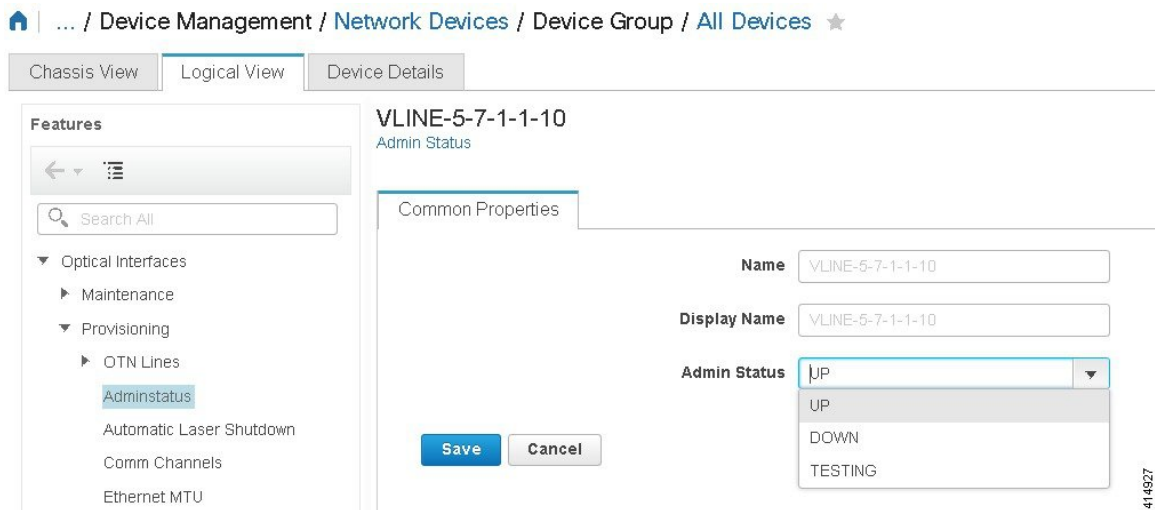 ... / Device Management / Network Devices / Device Group / All Devices
Chassis View Logical View Device Details
Features
VLINE-5-7-1-1-10
Admin Status
Search All
Common Properties
Optical Interfaces
Name VLINE-5-7-1-1-10
Maintenance
Provisioning
Display Name VLINE-5-7-1-1-10
OTN Lines
Admin Status UP
Adminstatus
UP
Automatic Laser Shutdown
DOWN
Save Cancel
Comm Channels
TESTING
Ethernet MTU
414927